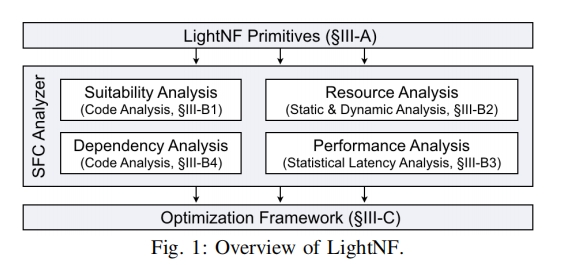 LightNF Primitives (§III-A)
SFC Analyzer
Suitability Analysis
(Code Analysis, §III-B1)
Resource Analysis
(Static & Dynamic Analysis, §III-B2)
Dependency Analysis
(Code Analysis, §III-B4)
Performance Analysis
(Statistical Latency Analysis, §III-B3)
Optimization Framework (§III-C)
Fig. 1: Overview of LightNF.